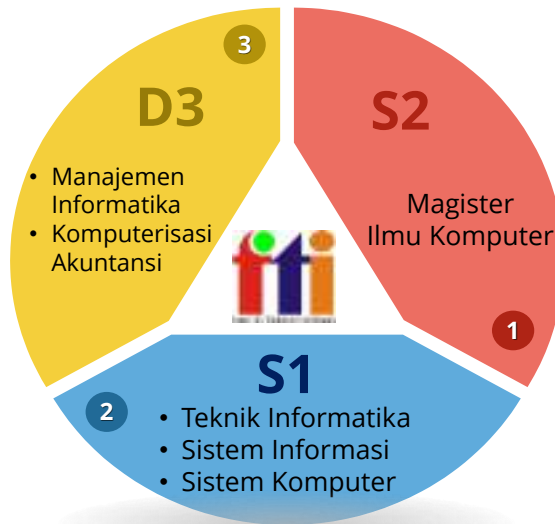 3
D3
• Manajemen
Informatika
• Komputerisasi
Akuntansi
S2
Magister
Ilmu Komputer
1
fti
S1
2
• Teknik Informatika
• Sistem Informasi
• Sistem Komputer